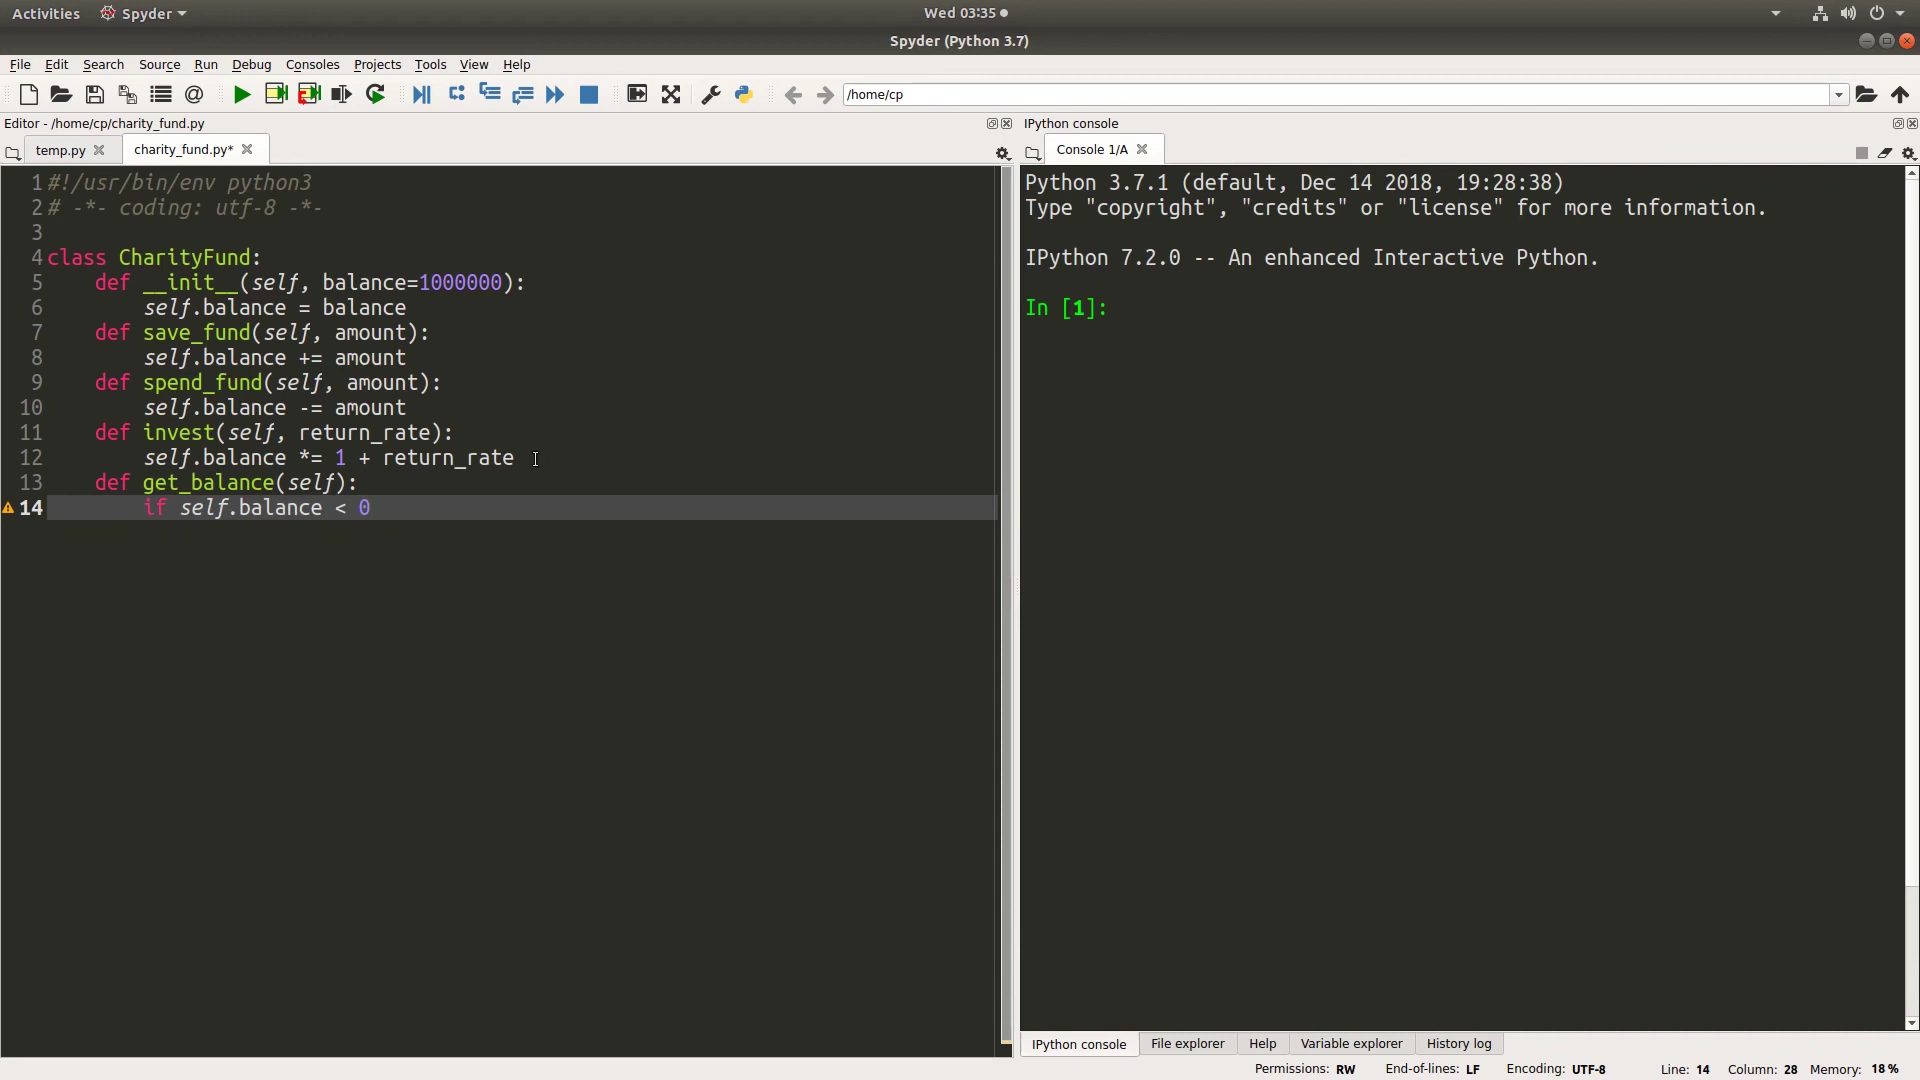 Activities Spyder Wed 03:35
Spyder (Python 3.7)
File Edit Search Source Run Debug Consoles Projects Tools View Help
/home/cp
Editor - /home/cp/charity_fund.py
temp.py charity_fund.py*
1 #!/usr/bin/env python3
2 # -*- coding: utf-8 -*-
3
4 class CharityFund:
5     def __init__(self, balance=1000000):
6         self.balance = balance
7     def save_fund(self, amount):
8         self.balance += amount
9     def spend_fund(self, amount):
10         self.balance -= amount
11     def invest(self, return_rate):
12         self.balance *= 1 + return_rate
13     def get_balance(self):
14         if self.balance < 0
IPython console
Console 1/A
Python 3.7.1 (default, Dec 14 2018, 19:28:38)
Type "copyright", "credits" or "license" for more information.
IPython 7.2.0 -- An enhanced Interactive Python.
In [1]:
IPython console File explorer Help Variable explorer History log
Permissions: RW End-of-lines: LF Encoding: UTF-8 Line: 14 Column: 28 Memory: 18 %